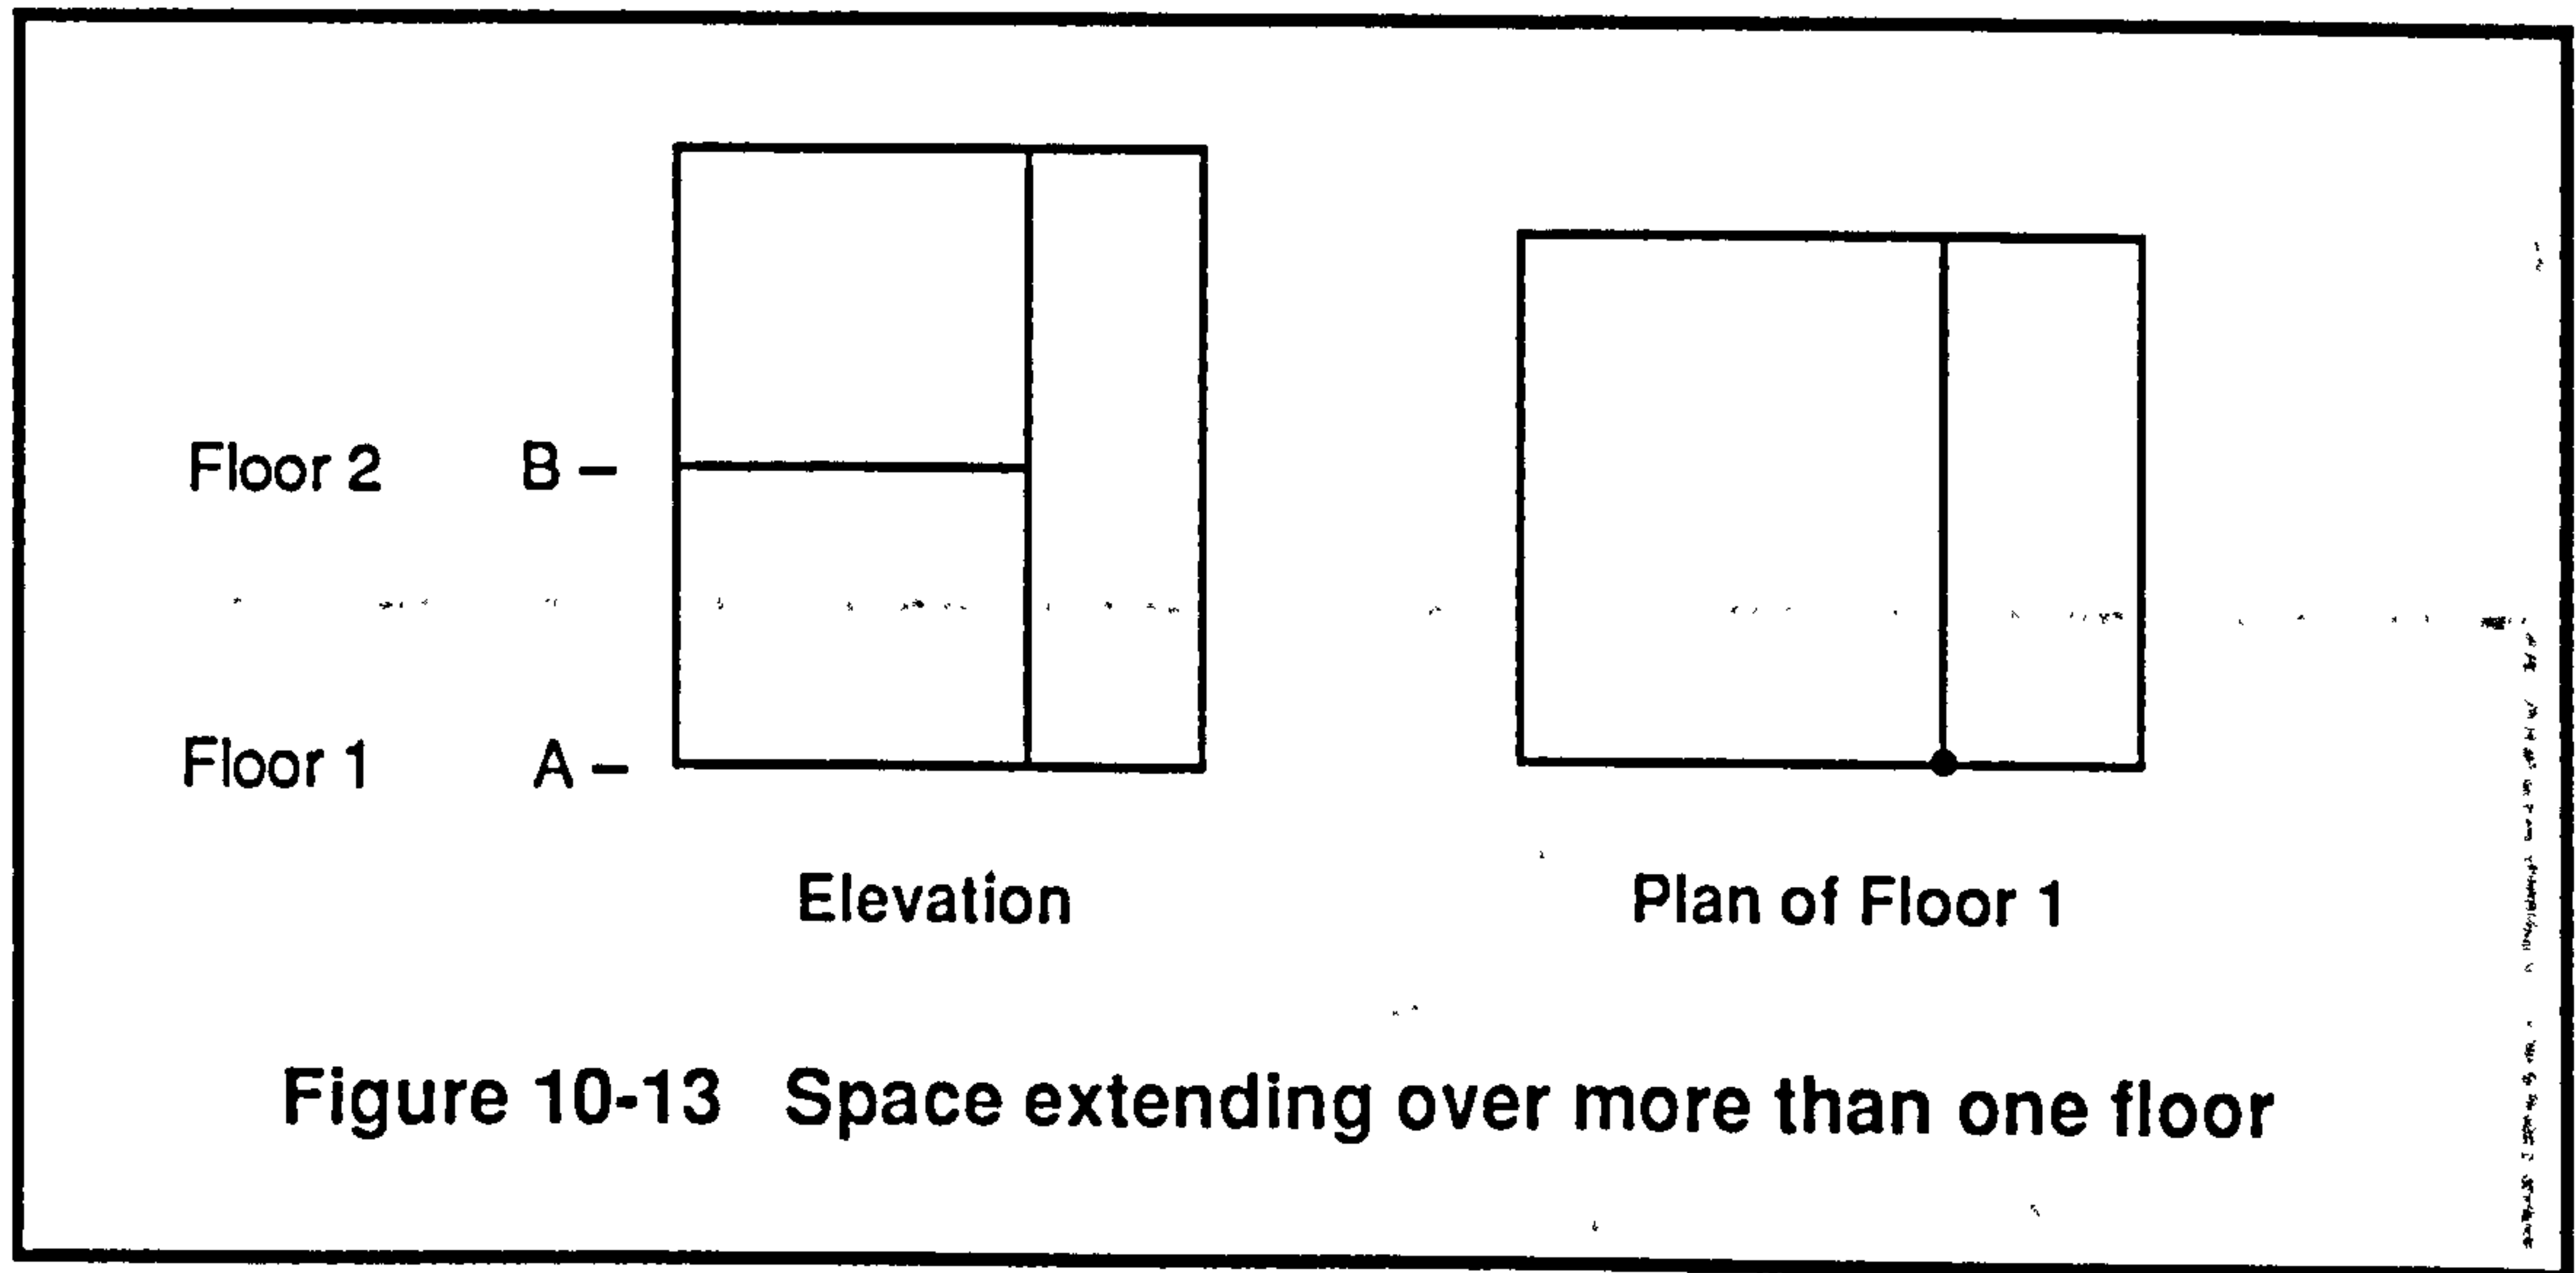 Floor 2 B –
Floor 1 A –
Elevation
Plan of Floor 1
Figure 10-13 Space extending over more than one floor